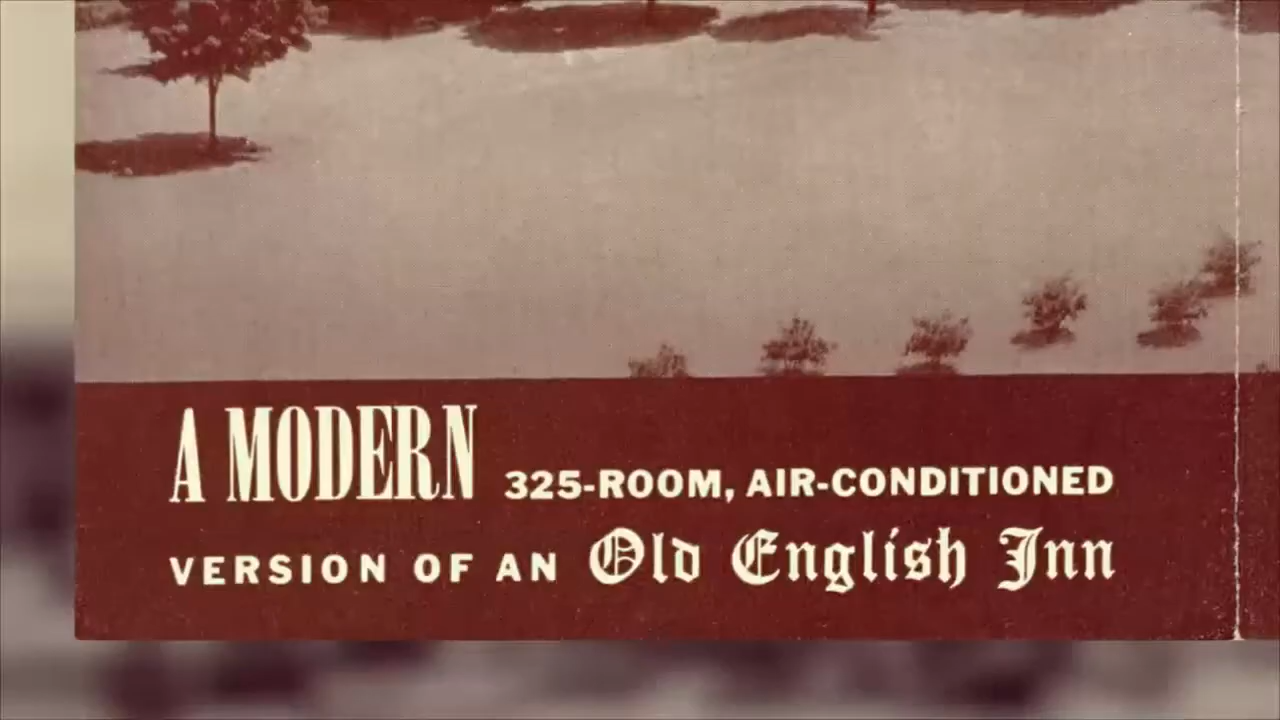 A MODERN 325-ROOM, AIR-CONDITIONED
VERSION OF AN Old English Inn